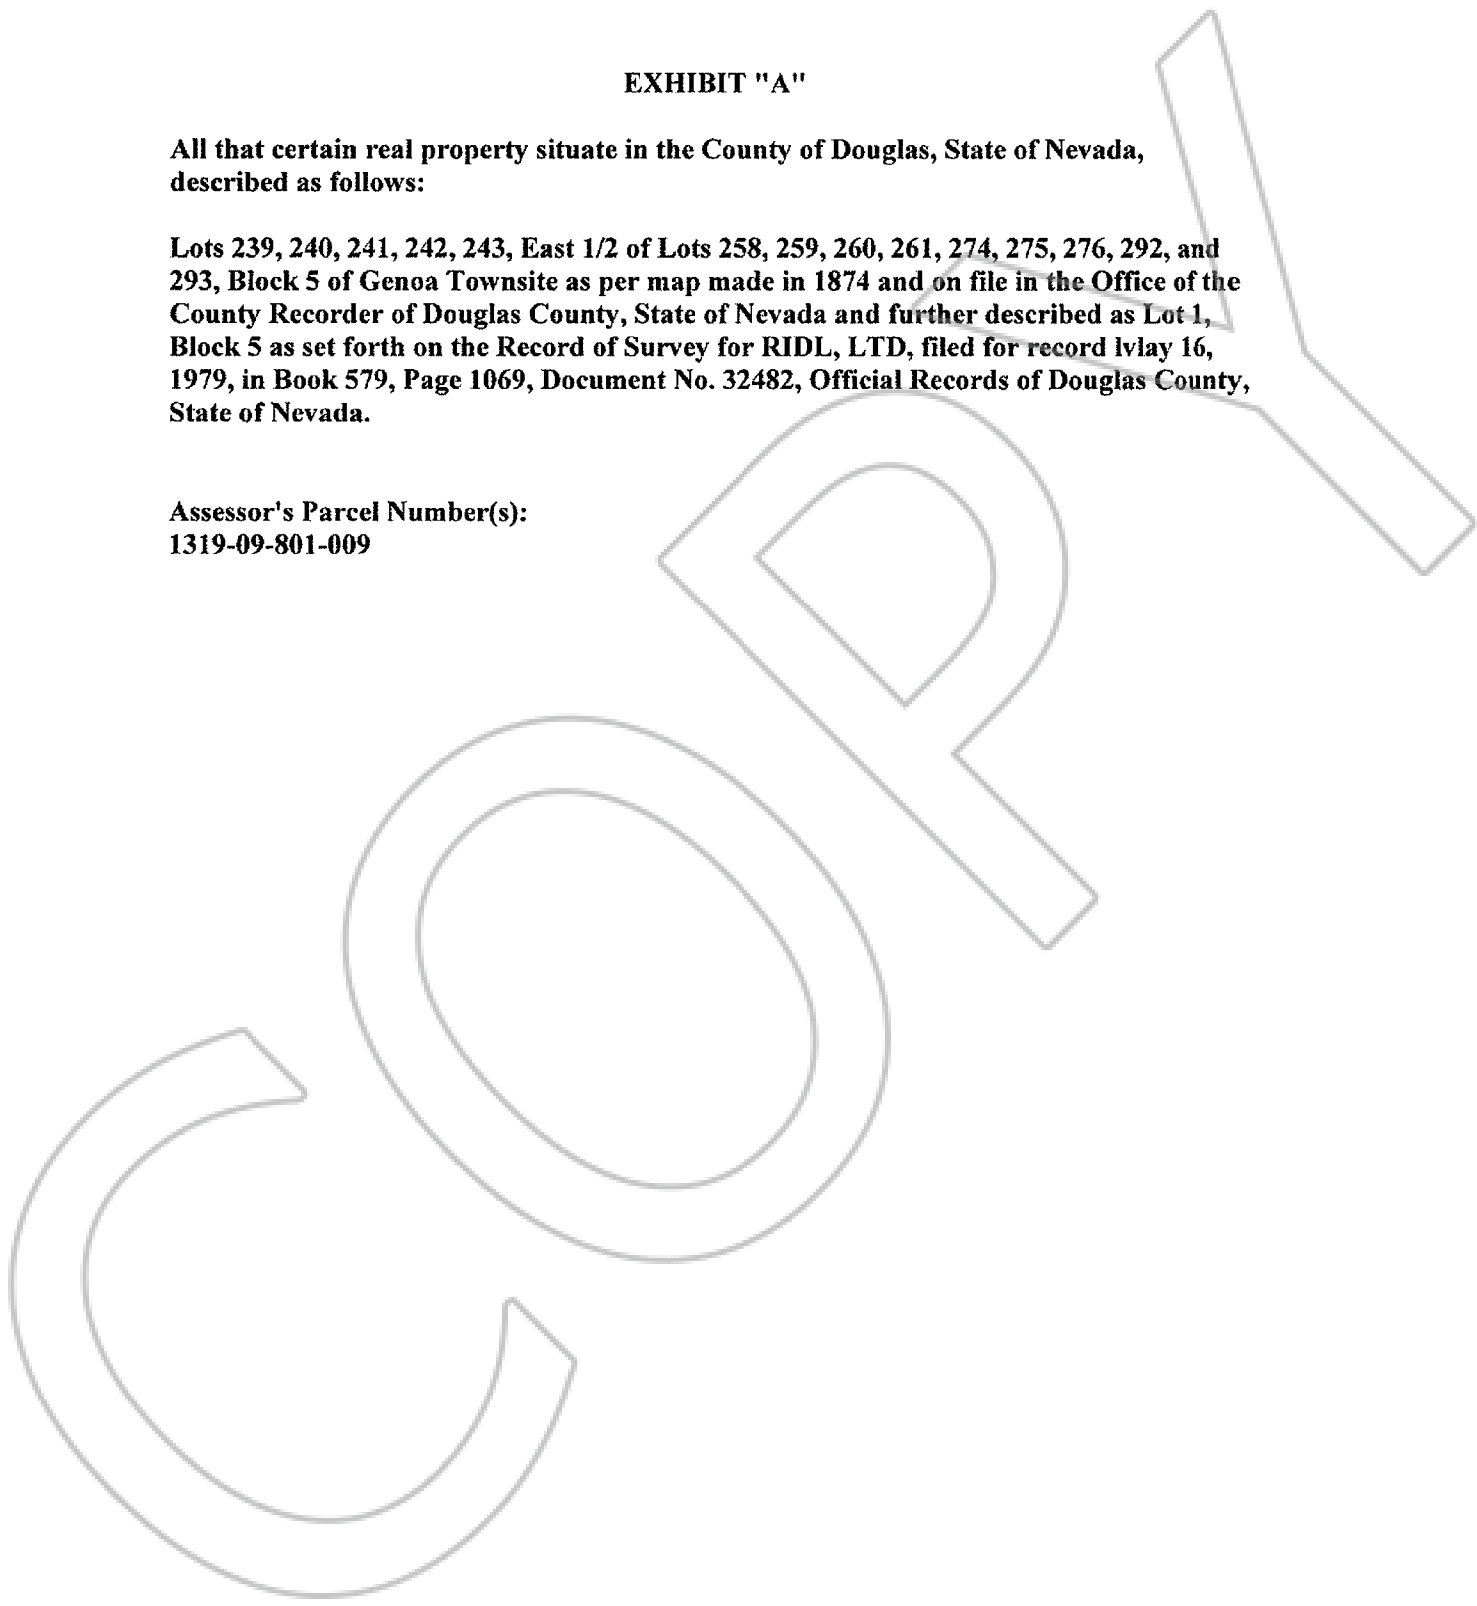 EXHIBIT "A"
All that certain real property situate in the County of Douglas, State of Nevada,
described as follows:
Lots 239, 240, 241, 242, 243, East 1/2 of Lots 258, 259, 260, 261, 274, 275, 276, 292, and
293, Block 5 of Genoa Townsite as per map made in 1874 and on file in the Office of the
County Recorder of Douglas County, State of Nevada and further described as Lot 1,
Block 5 as set forth on the Record of Survey for RIDL, LTD, filed for record lvlay 16,
1979, in Book 579, Page 1069, Document No. 32482, Official Records of Douglas County,
State of Nevada.
Assessor's Parcel Number(s):
1319-09-801-009
COPY